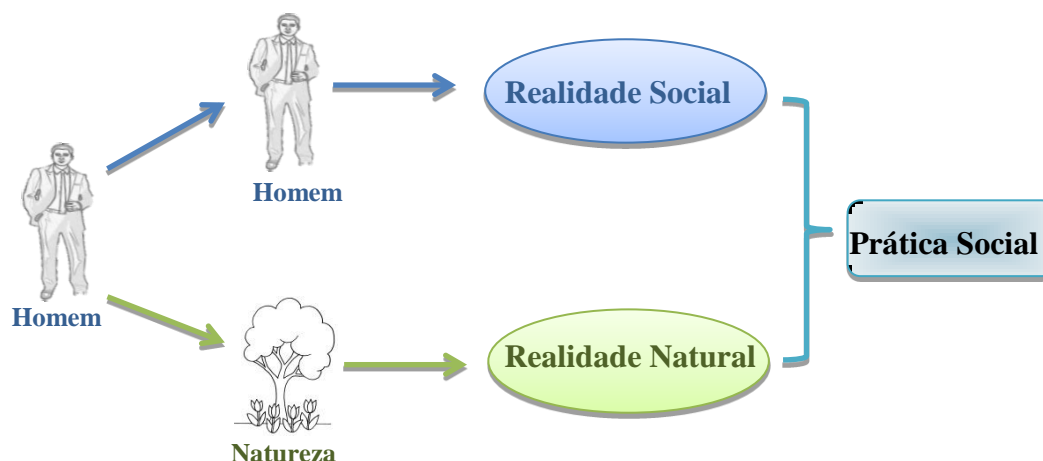 Realidade Social
Homem
Prática Social
Homem
Realidade Natural
Natureza